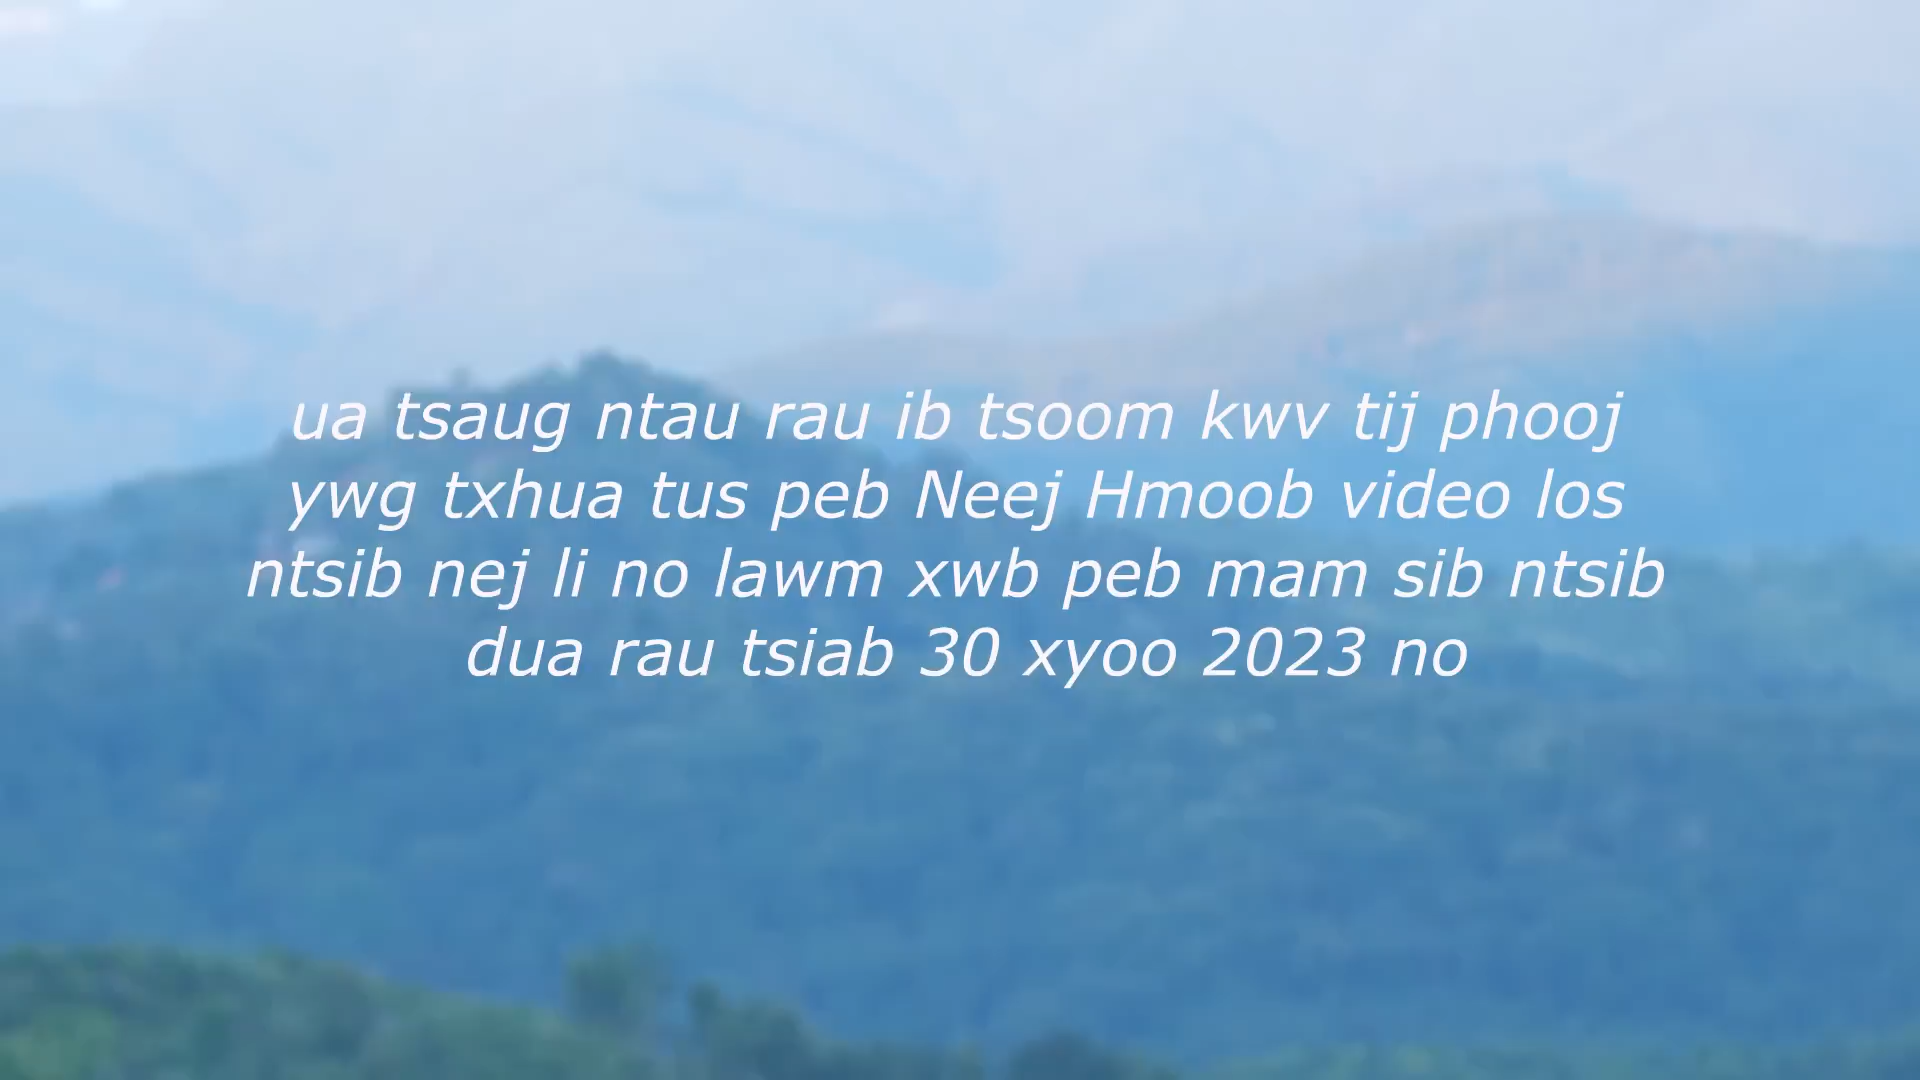 ua tsaug ntau rau ib tsoom kwv tij phooj
ywg txhua tus peb Neej Hmoob video los
ntsib nej li no lawm xwb peb mam sib ntsib
dua rau tsiab 30 xyoo 2023 no